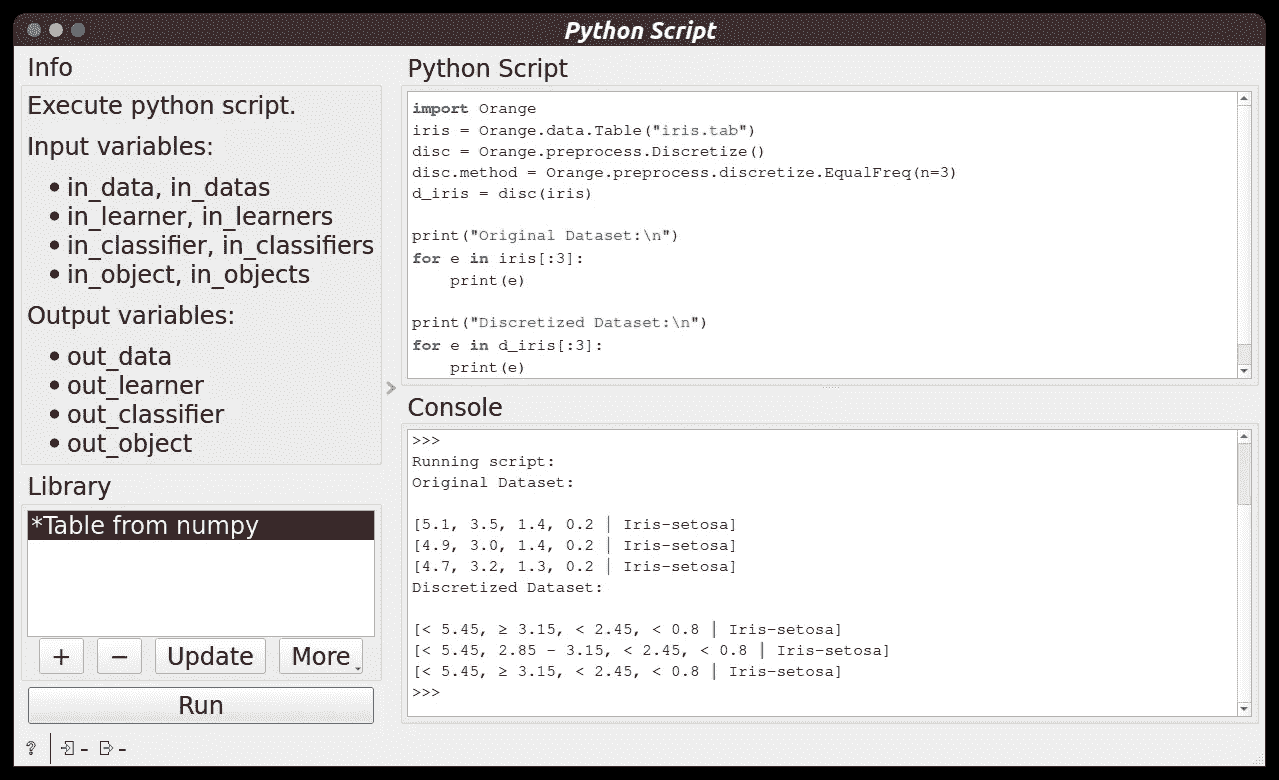 Python Script
Info
Execute python script.
Input variables:
• in_data, in_datas
• in_learner, in_learners
• in_classifier, in_classifiers
• in_object, in_objects
Output variables:
• out_data
• out_learner
• out_classifier
• out_object
Library
*Table from numpy
+ − Update More
Run
?
Python Script
import Orange
iris = Orange.data.Table("iris.tab")
disc = Orange.preprocess.Discretize()
disc.method = Orange.preprocess.discretize.EqualFreq(n=3)
d_iris = disc(iris)
print("Original Dataset:\n")
for e in iris[:3]:
    print(e)
print("Discretized Dataset:\n")
for e in d_iris[:3]:
    print(e)
Console
>>>
Running script:
Original Dataset:
[5.1, 3.5, 1.4, 0.2 | Iris-setosa]
[4.9, 3.0, 1.4, 0.2 | Iris-setosa]
[4.7, 3.2, 1.3, 0.2 | Iris-setosa]
Discretized Dataset:
[< 5.45, ≥ 3.15, < 2.45, < 0.8 | Iris-setosa]
[< 5.45, 2.85 - 3.15, < 2.45, < 0.8 | Iris-setosa]
[< 5.45, ≥ 3.15, < 2.45, < 0.8 | Iris-setosa]
>>>